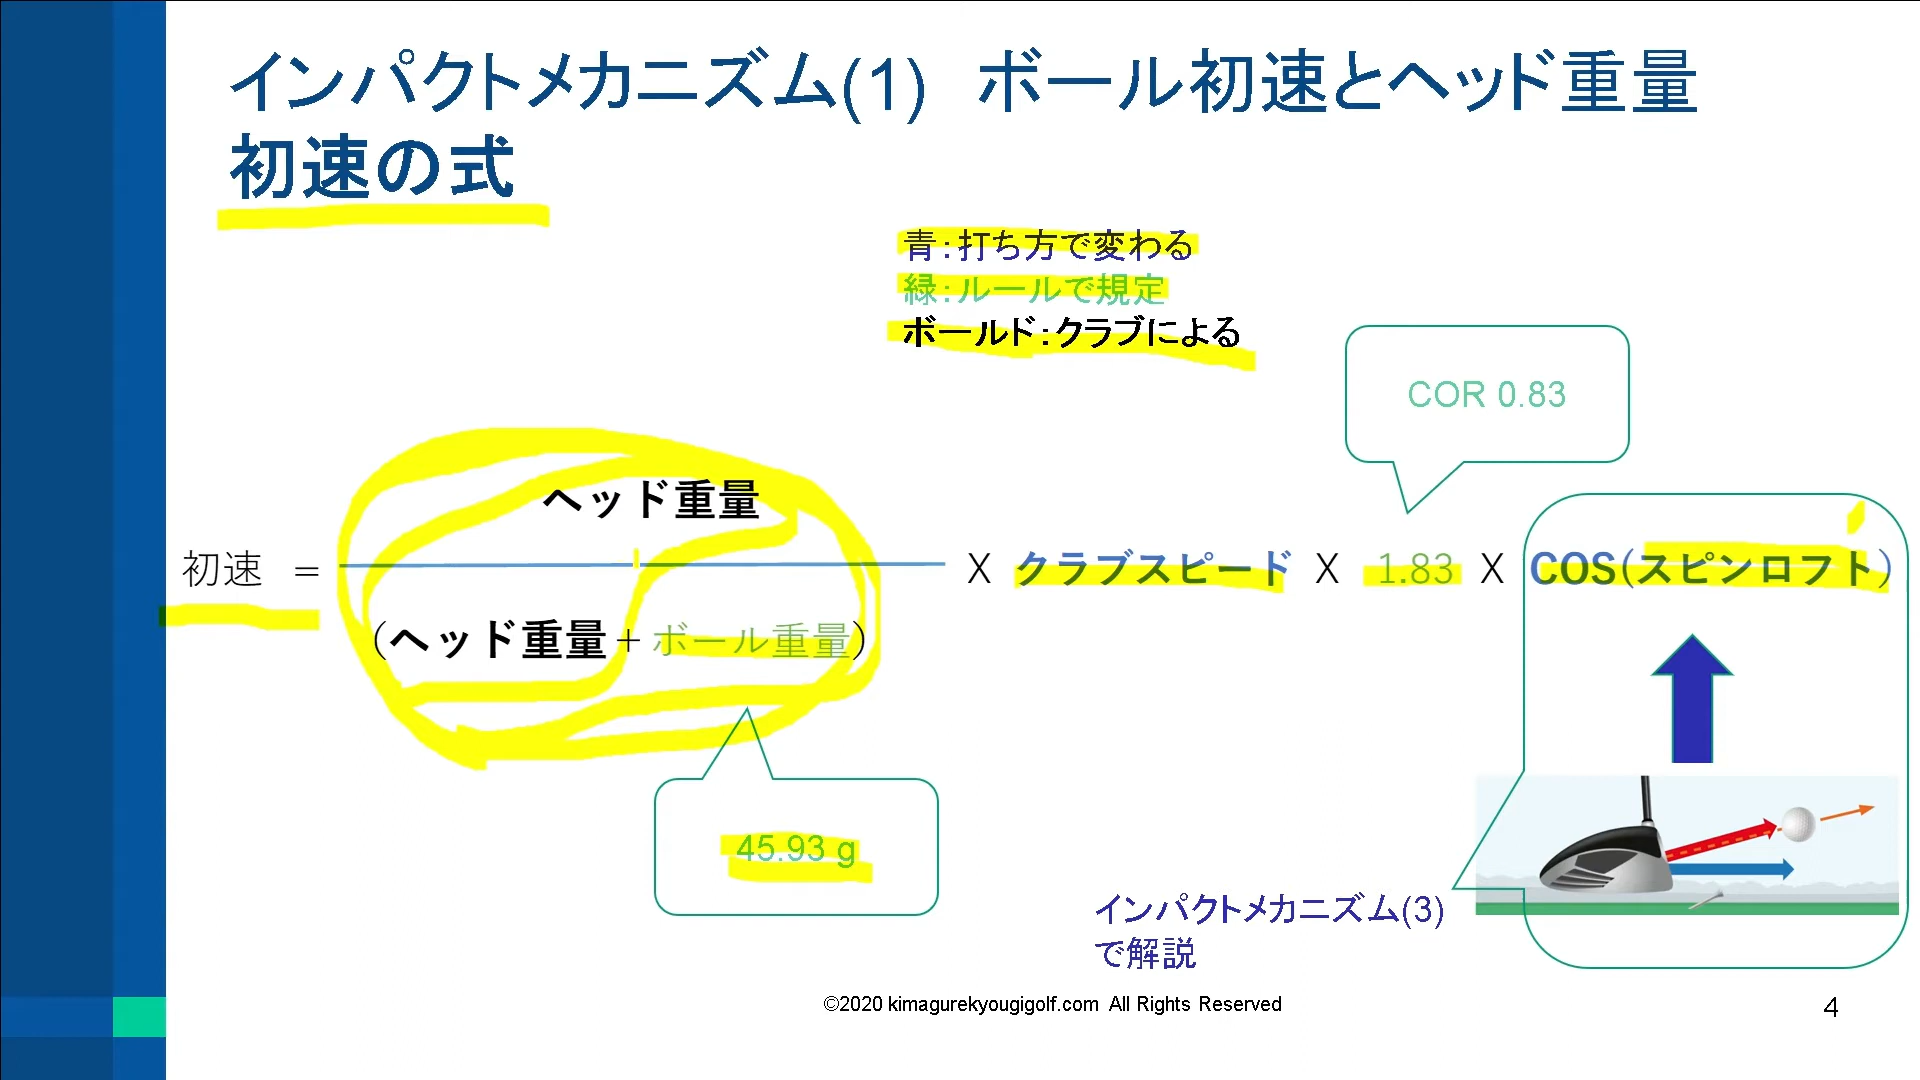 インパクトメカニズム(1)　ボール初速とヘッド重量
初速の式
青：打ち方で変わる
緑：ルールで規定
ボールド：クラブによる
COR 0.83
ヘッド重量
初速 = X クラブスピード X 1.83 X COS(スピンロフト)
(ヘッド重量+ボール重量)
45.93 g
インパクトメカニズム(3)
で解説
©2020 kimagurekyougigolf.com All Rights Reserved
4